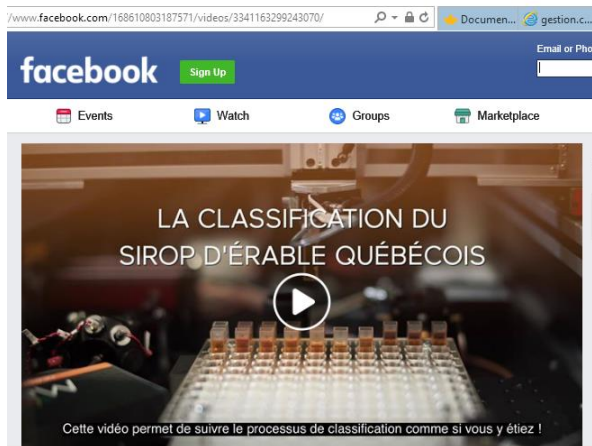 /www.facebook.com/168610803187571/videos/3341163299243070/
Documen...
gestion.c...
facebook
Sign Up
Email or Pho
Events
Watch
Groups
Marketplace
LA CLASSIFICATION DU
SIROP D'ÉRABLE QUÉBÉCOIS
Cette vidéo permet de suivre le processus de classification comme si vous y étiez !